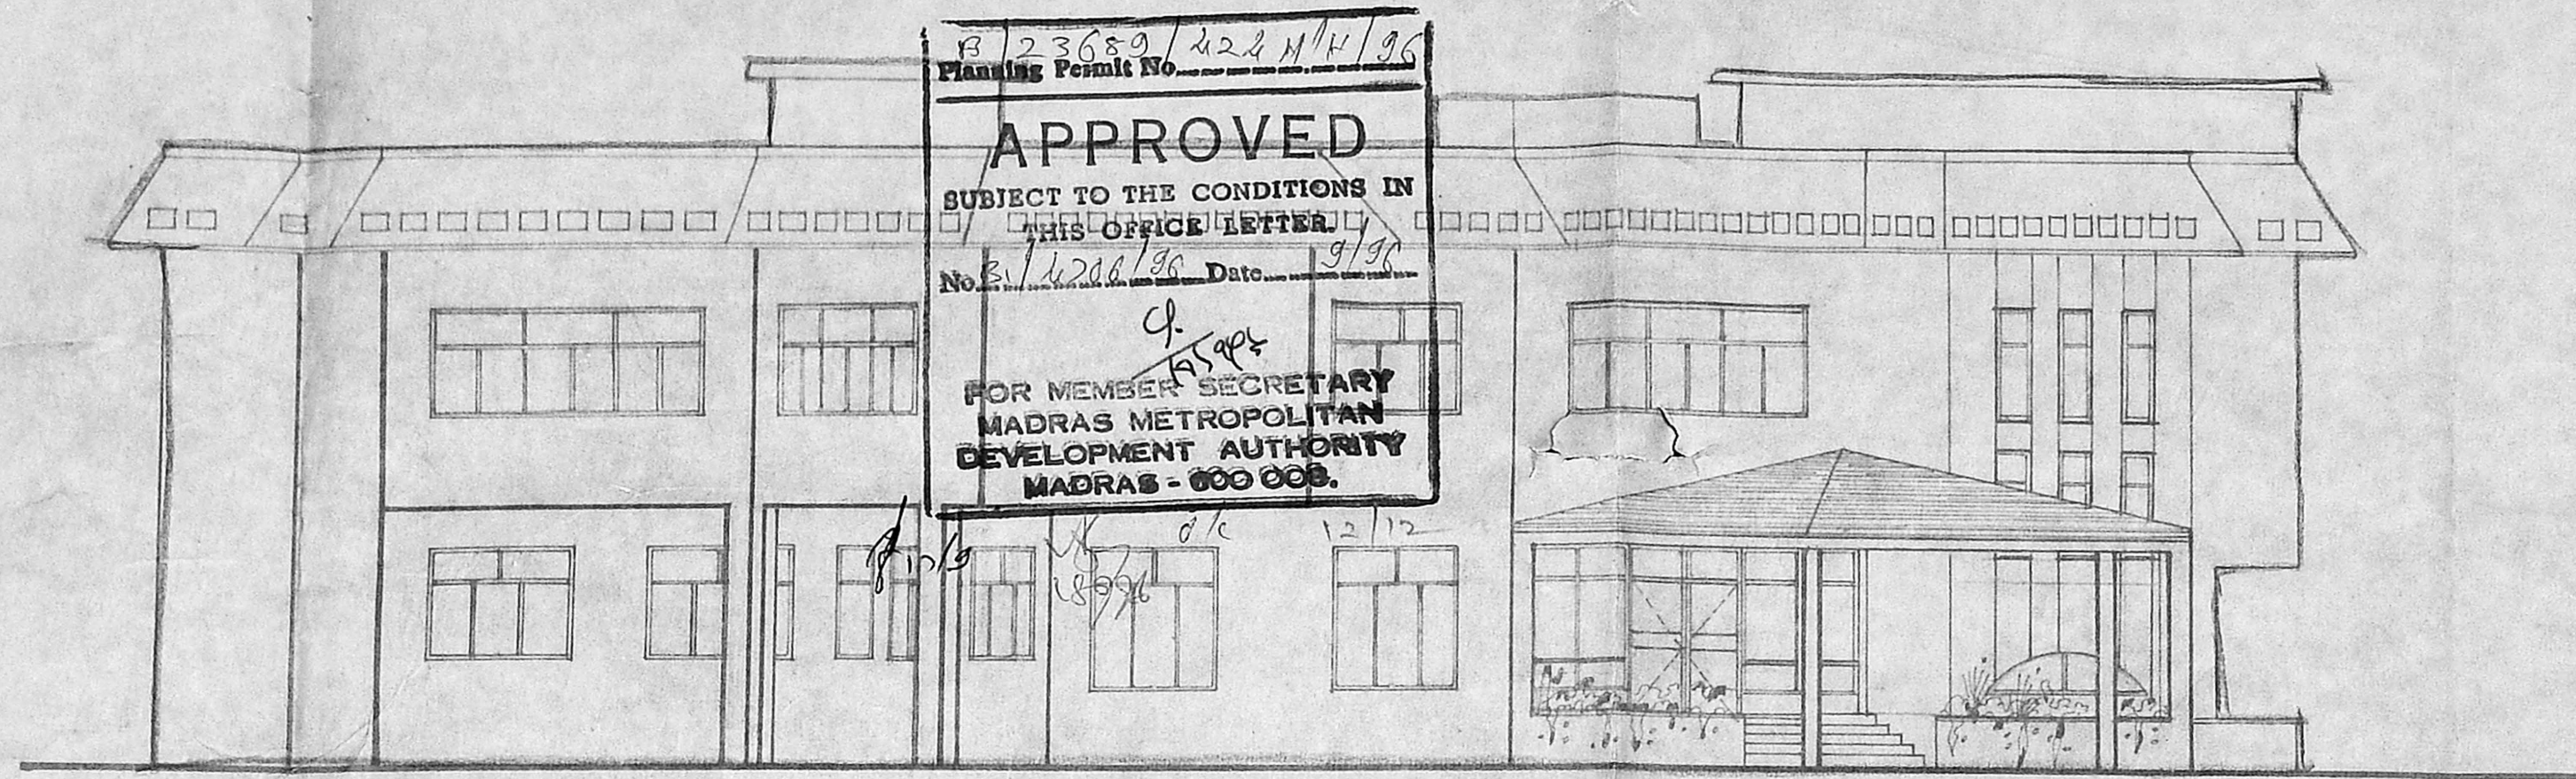 B/23689/424 /96
Planning Permit No.
APPROVED
SUBJECT TO THE CONDITIONS IN
THIS OFFICE LETTER.
No. B1/4206/96 Date 9/96
FOR MEMBER SECRETARY
MADRAS METROPOLITAN
DEVELOPMENT AUTHORITY
MADRAS - 600 008.
12/12